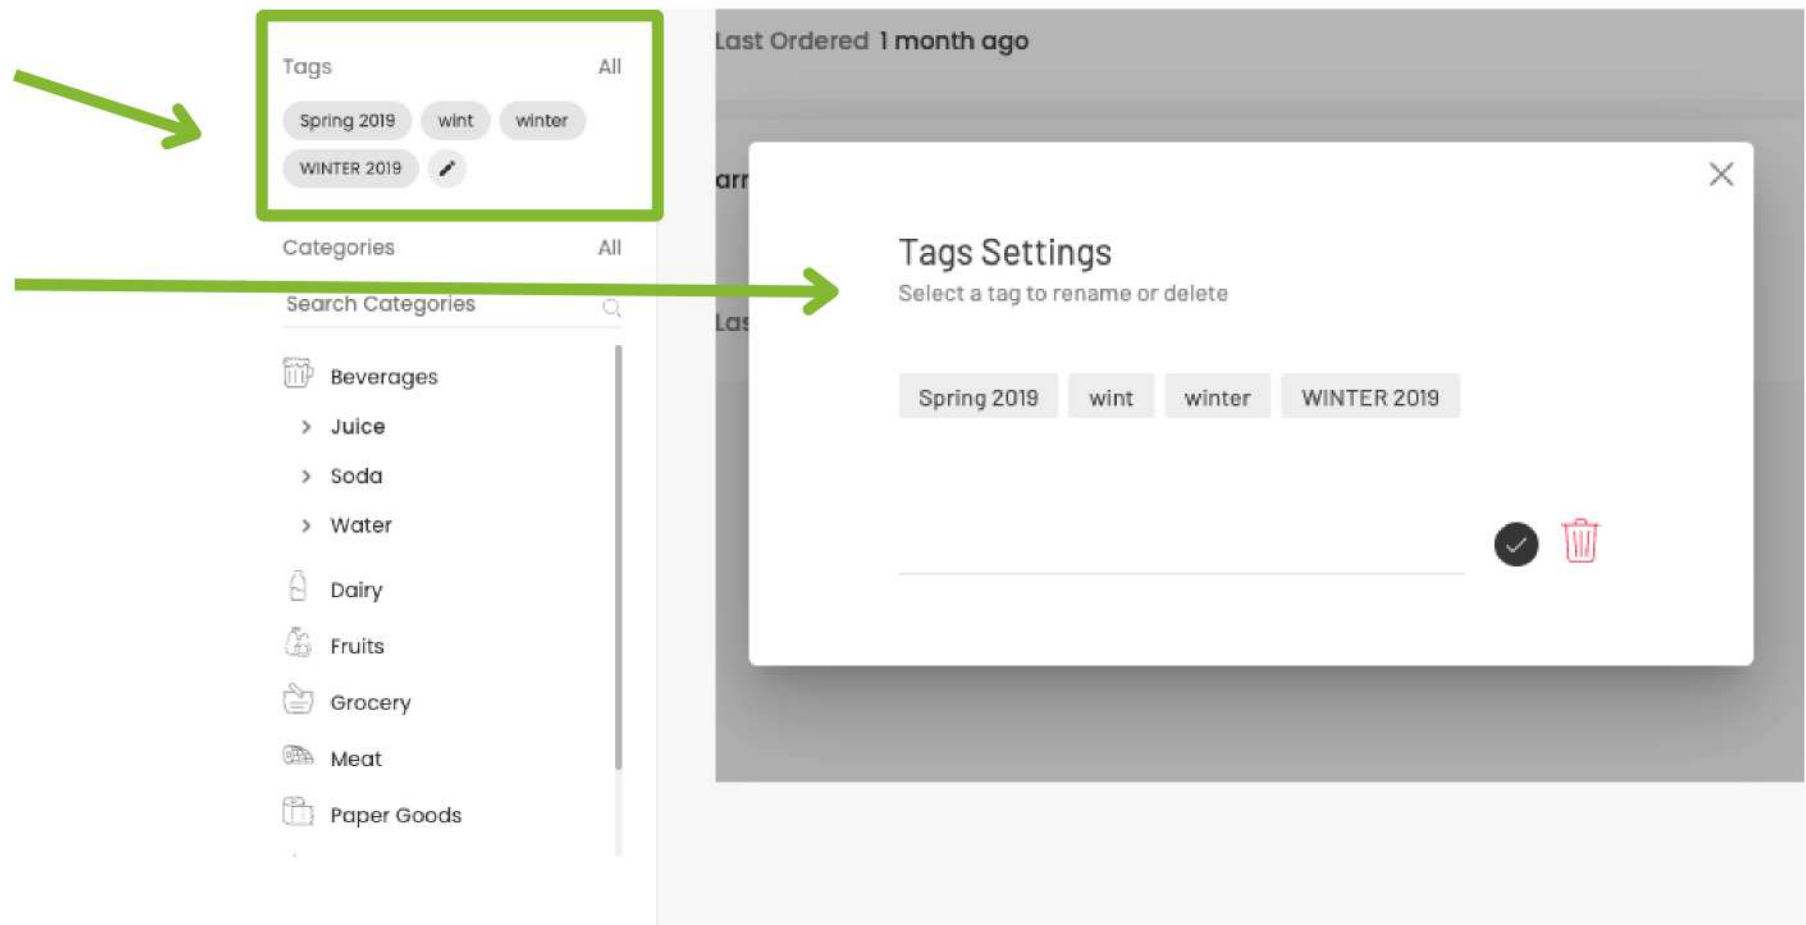 Tags All
Spring 2019 wint winter
WINTER 2019
Categories All
Search Categories
Beverages
Juice
Soda
Water
Dairy
Fruits
Grocery
Meat
Paper Goods
Last Ordered 1 month ago
arr
Las
Tags Settings
Select a tag to rename or delete
Spring 2019 wint winter WINTER 2019